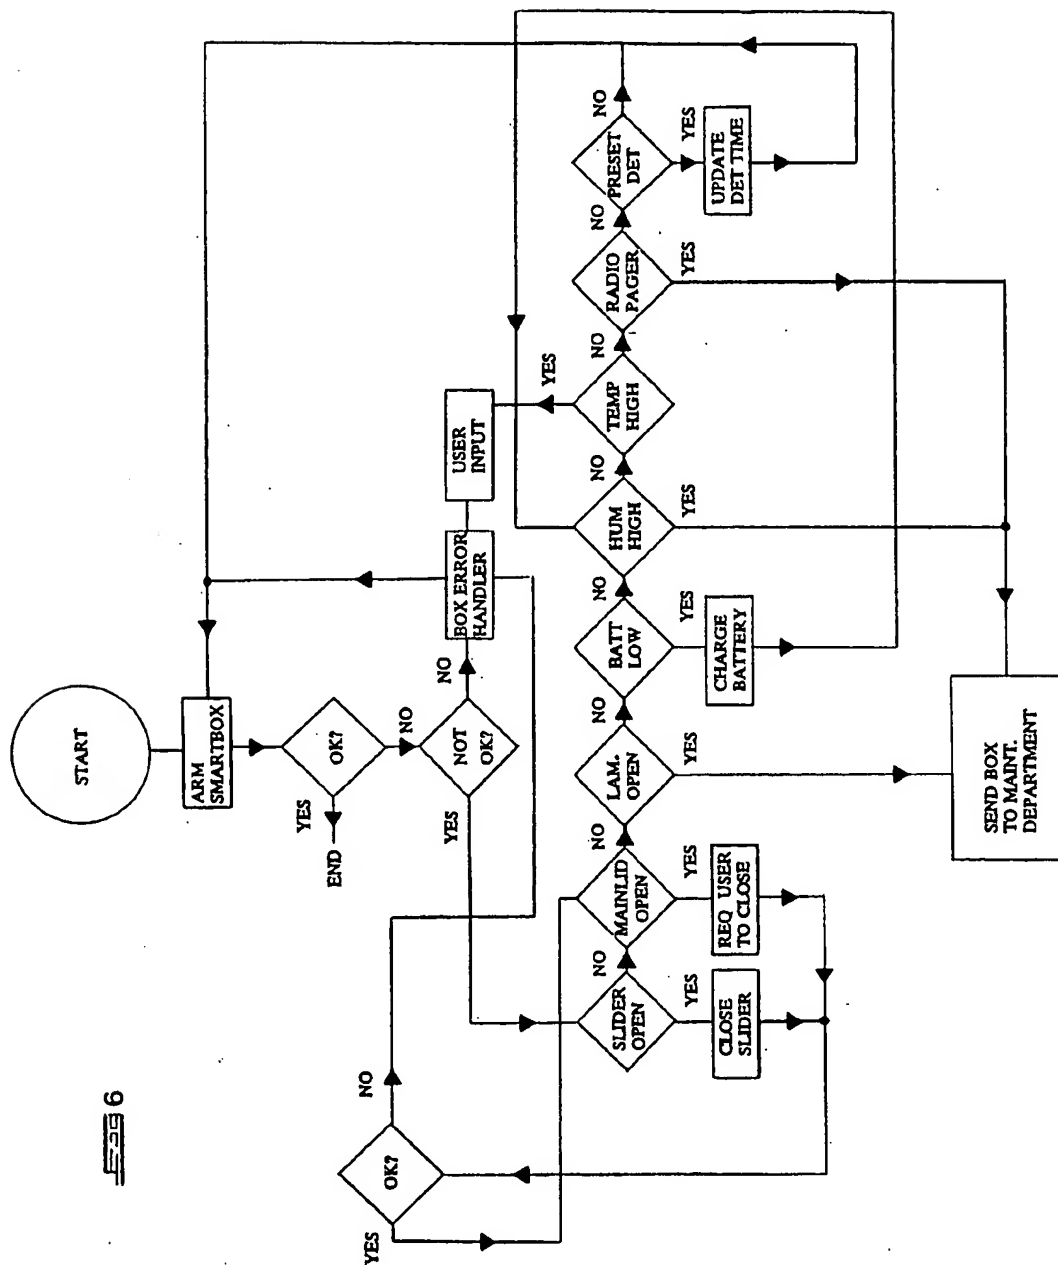 START
ARM
SMARTBOX
OK?
YES
END
NO
NOT
OK?
NO
BOX ERROR
HANDLER
USER
INPUT
YES
OK?
NO
YES
SLIDER
OPEN
NO
YES
CLOSE
SLIDER
MAINLID
OPEN
NO
YES
REQ USER
TO CLOSE
LAM.
OPEN
NO
YES
BATT
LOW
NO
YES
CHARGE
BATTERY
HUM
HIGH
NO
YES
TEMP
HIGH
NO
YES
RADIO
PAGER
NO
YES
PRESET
DET
NO
YES
UPDATE
DET TIME
SEND BOX
TO MAINT.
DEPARTMENT
Fig 6